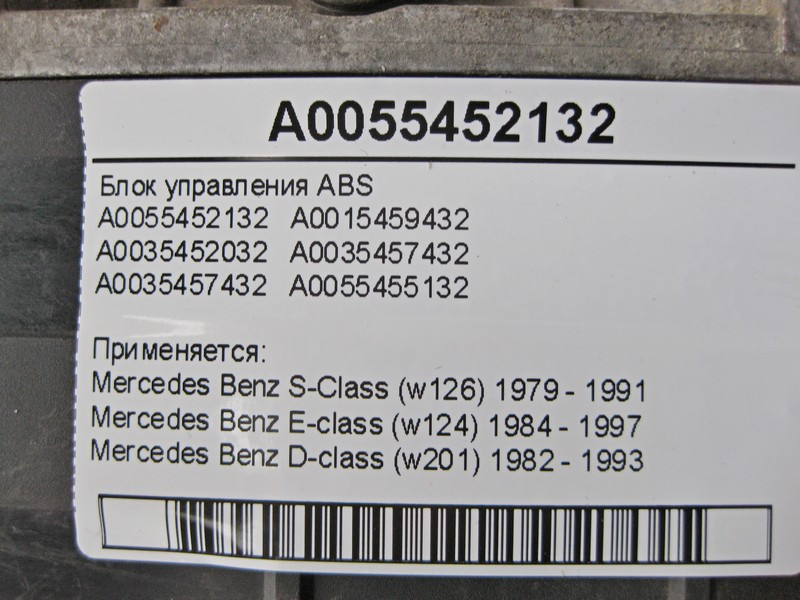 A0055452132
Блок управления ABS
A0055452132 A0015459432
A0035452032 A0035457432
A0035457432 A0055455132
Применяется:
Mercedes Benz S-Class (w126) 1979 - 1991
Mercedes Benz E-class (w124) 1984 - 1997
Mercedes Benz D-class (w201) 1982 - 1993